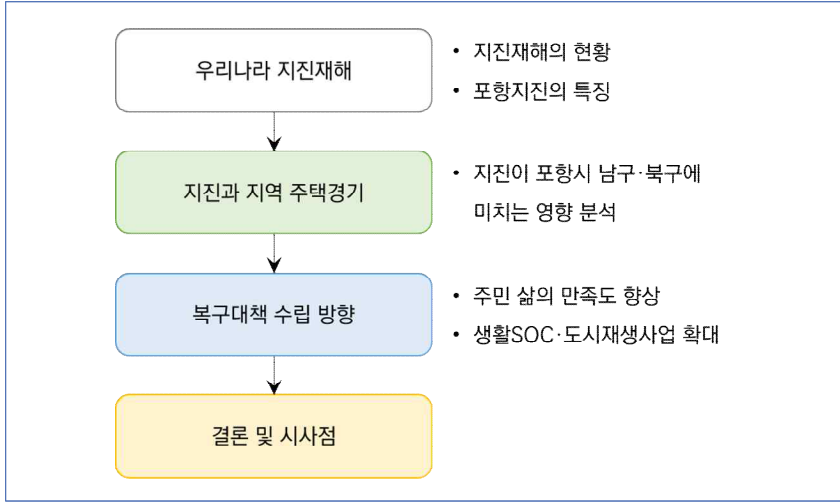 우리나라 지진재해
• 지진재해의 현황
• 포항지진의 특징
지진과 지역 주택경기
• 지진이 포항시 남구·북구에
미치는 영향 분석
복구대책 수립 방향
• 주민 삶의 만족도 향상
• 생활SOC·도시재생사업 확대
결론 및 시사점